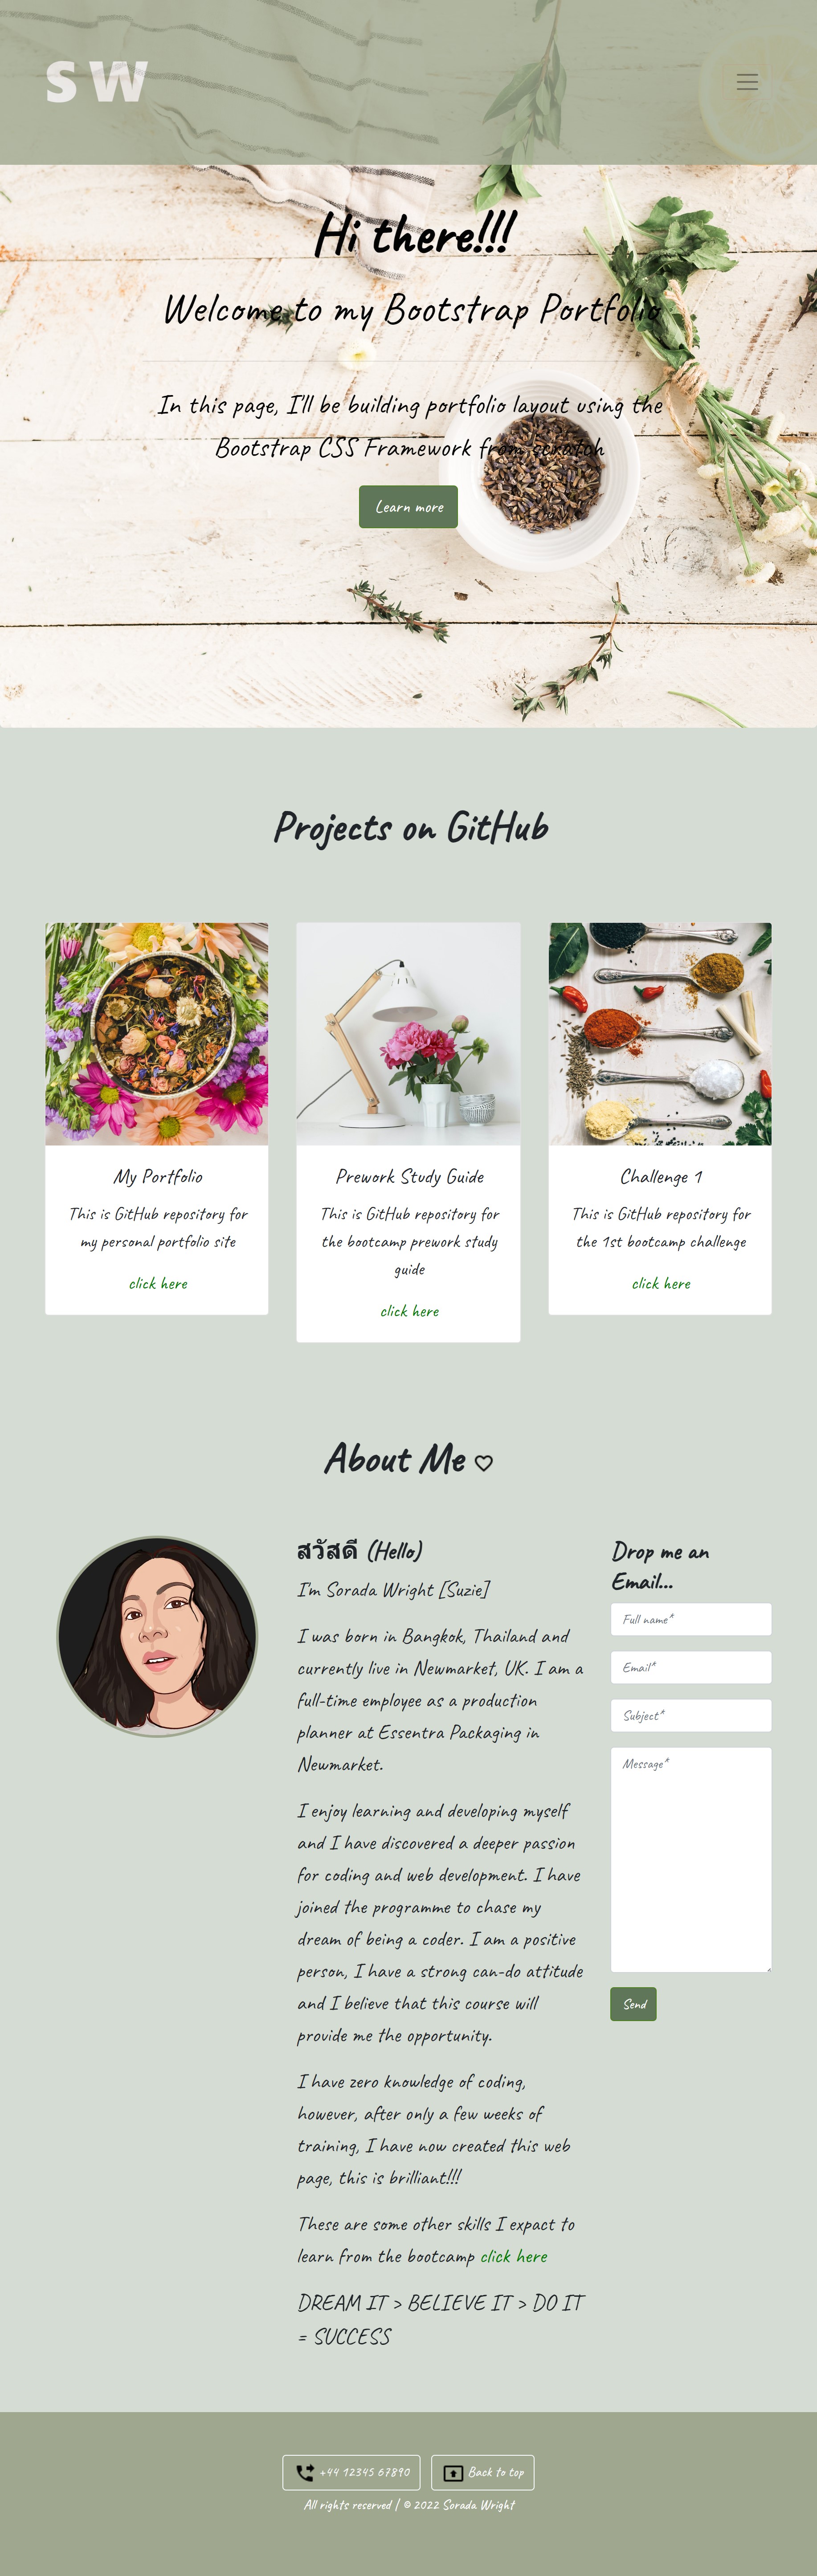 S W
Hi there!!!
Welcome to my Bootstrap Portfolio
In this page, I'll be building portfolio layout using the
Bootstrap CSS Framework from scratch
Learn more
Projects on GitHub
My Portfolio
This is GitHub repository for
my personal portfolio site
click here
Prework Study Guide
This is GitHub repository for
the bootcamp prework study
guide
click here
Challenge 1
This is GitHub repository for
the 1st bootcamp challenge
click here
About Me
สวัสดี (Hello)
I'm Sorada Wright [Suzie]
I was born in Bangkok, Thailand and
currently live in Newmarket, UK. I am a
full-time employee as a production
planner at Essentra Packaging in
Newmarket.
I enjoy learning and developing myself
and I have discovered a deeper passion
for coding and web development. I have
joined the programme to chase my
dream of being a coder. I am a positive
person, I have a strong can-do attitude
and I believe that this course will
provide me the opportunity.
I have zero knowledge of coding,
however, after only a few weeks of
training, I have now created this web
page, this is brilliant!!!
These are some other skills I expact to
learn from the bootcamp click here
DREAM IT > BELIEVE IT > DO IT
= SUCCESS
Drop me an
Email...
Full name*
Email*
Subject*
Message*
Send
+44 12345 67890
Back to top
All rights reserved | © 2022 Sorada Wright